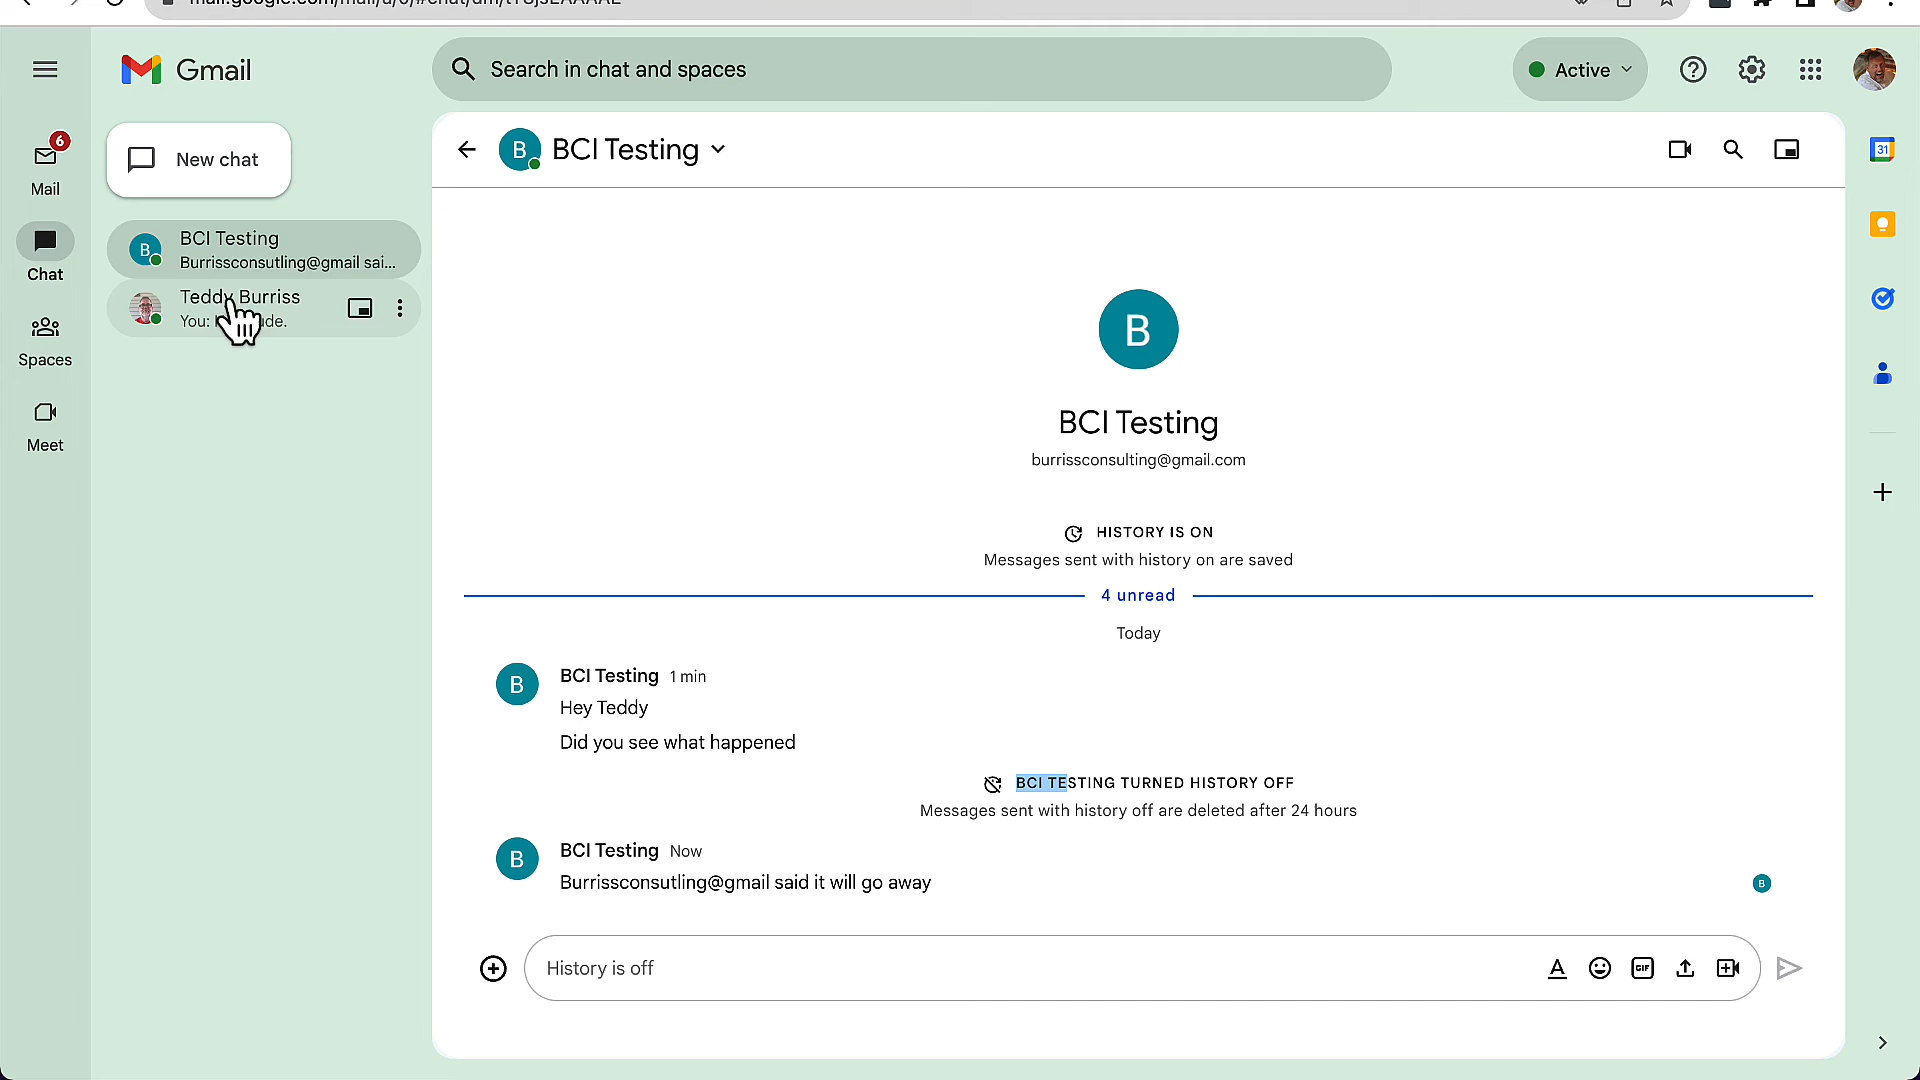 Gmail
Search in chat and spaces
Active
6
Mail
Chat
Spaces
Meet
New chat
B
BCI Testing
Burrissconsutling@gmail sai...
Teddy Burriss
You:
B
BCI Testing
31
B
BCI Testing
burrissconsulting@gmail.com
HISTORY IS ON
Messages sent with history on are saved
4 unread
Today
B
BCI Testing 1 min
Hey Teddy
Did you see what happened
BCI TESTING TURNED HISTORY OFF
Messages sent with history off are deleted after 24 hours
B
BCI Testing Now
Burrissconsutling@gmail said it will go away
B
History is off
A
GIF